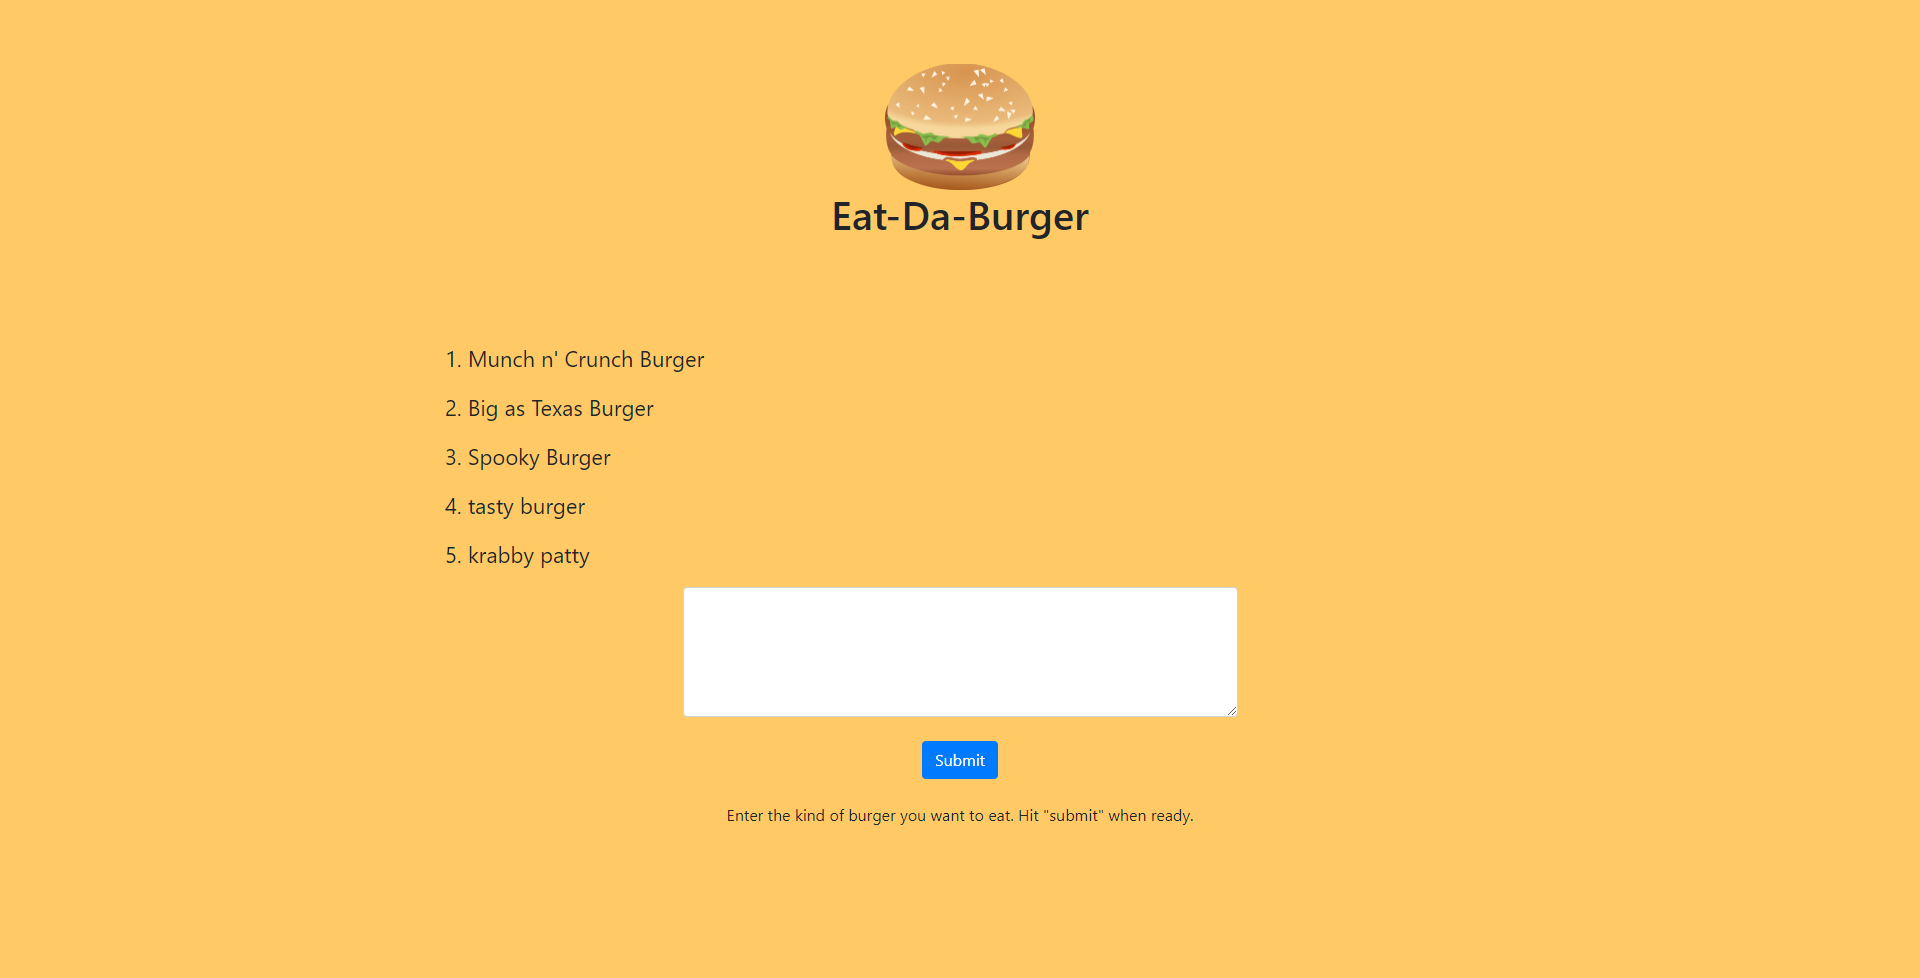 Eat-Da-Burger
1. Munch n' Crunch Burger
2. Big as Texas Burger
3. Spooky Burger
4. tasty burger
5. krabby patty
Submit
Enter the kind of burger you want to eat. Hit "submit" when ready.